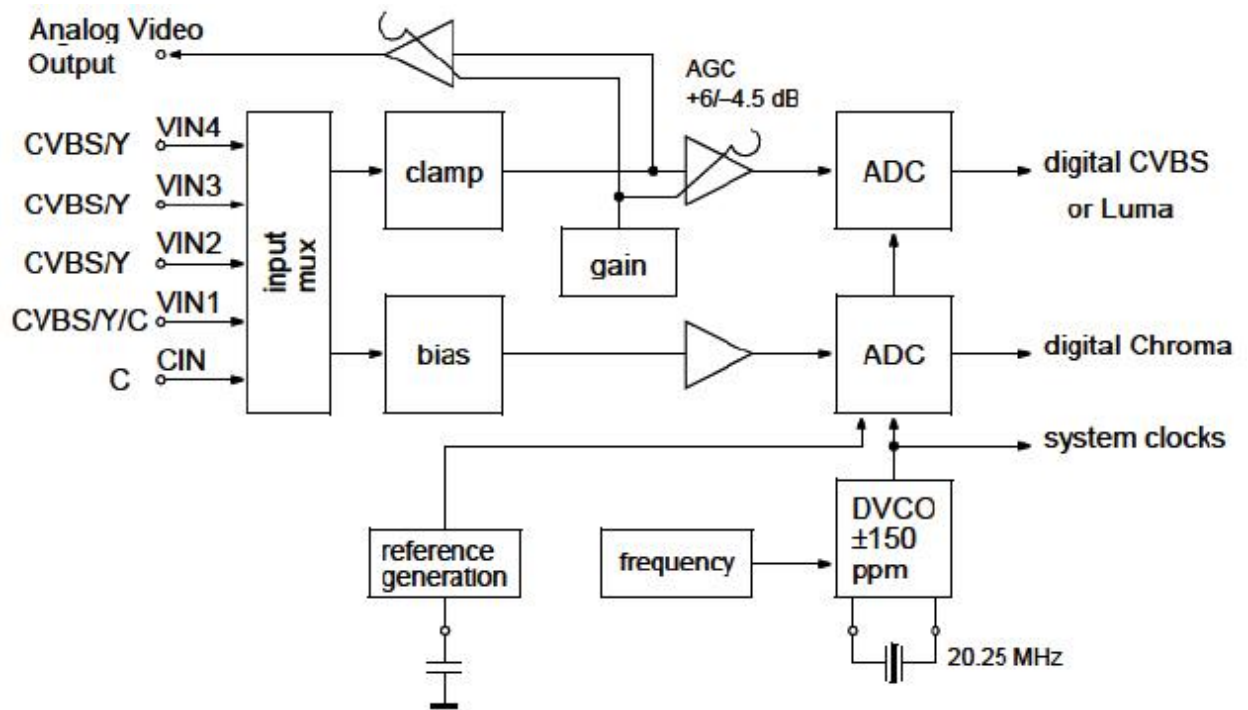 Analog Video
Output
AGC
+6/–4.5 dB
CVBS/Y
VIN4
CVBS/Y
VIN3
CVBS/Y
VIN2
CVBS/Y/C
VIN1
C
CIN
input
mux
clamp
bias
gain
ADC
digital CVBS
or Luma
ADC
digital Chroma
system clocks
reference
generation
frequency
DVCO
±150
ppm
20.25 MHz